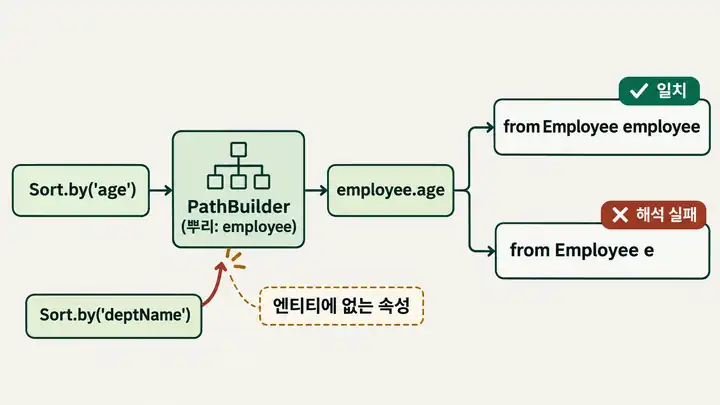 Sort.by('age')
PathBuilder
(뿌리: employee)
employee.age
일치
from Employee employee
해석 실패
from Employee e
Sort.by('deptName')
엔티티에 없는 속성